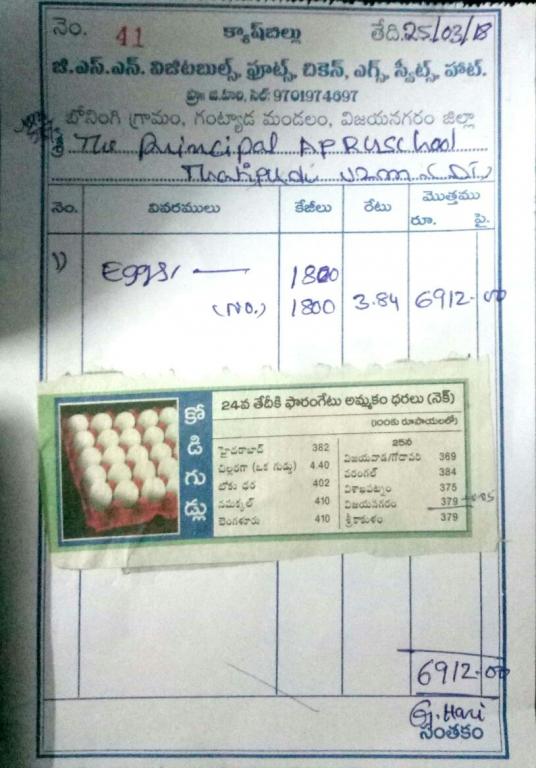 నెం. 41 క్యాష్‌బిల్లు తేది.25/03/18
జి.ఎస్.ఎన్. విజిటబుల్స్, ఫ్రూట్స్, చికెన్, ఎగ్స్, స్వీట్స్, హాట్.
ప్రొ॥ జి.హరి, సెల్: 9701974697
బోనింగి గ్రామం, గంట్యాడ మండలం, విజయనగరం జిల్లా
శ్రీ The Principal APRUSchool
Thatipudi
నెం. వివరములు కేజీలు రేటు మొత్తము
రూ. పై.
1) Eggs 1800
(No.) 1800 3.84 6912-00
కోడిగుడ్లు
24వ తేదీకి ఫారంగేటు అమ్మకం ధరలు (నెక్)
(100కు రూపాయలలో)
25న
హైదరాబాద్ 382 విజయవాడ/గోదావరి 369
చిల్లరగా (ఒక గుడ్డు) 4.40 వరంగల్ 384
టోకు ధర 402 విశాఖపట్నం 375
నమక్కల్ 410 విజయనగరం 379
బెంగళూరు 410 శ్రీకాకుళం 379
6912-00
G. Hari
సంతకం